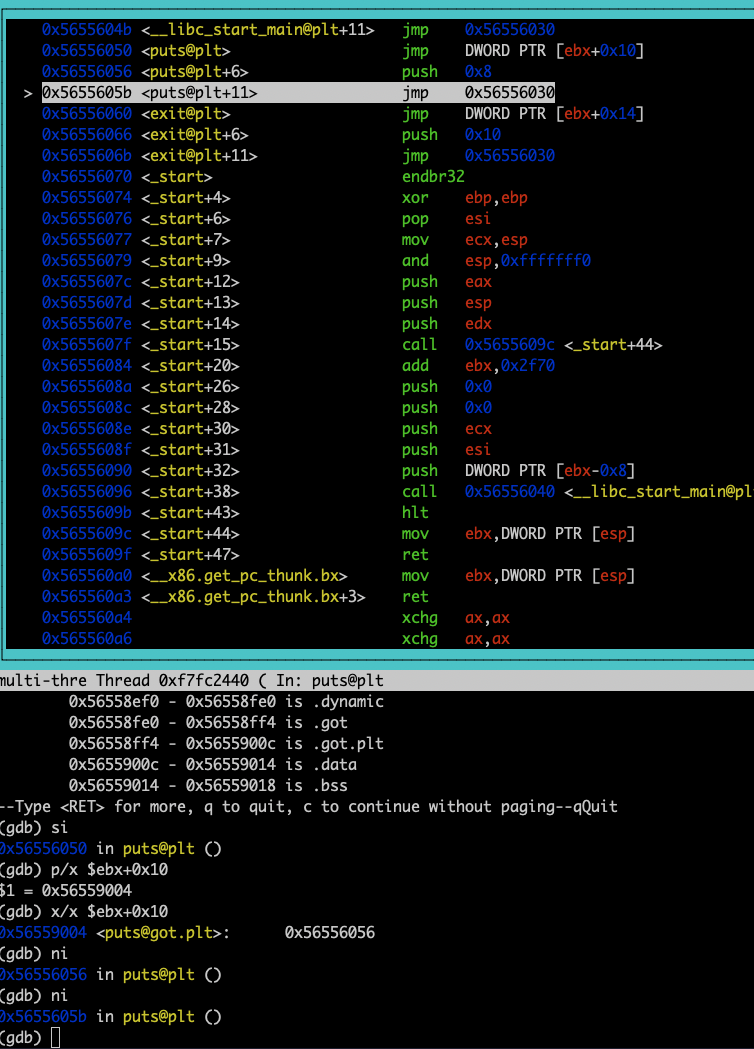 0x5655604b <__libc_start_main@plt+11> jmp 0x56556030
0x56556050 <puts@plt> jmp DWORD PTR [ebx+0x10]
0x56556056 <puts@plt+6> push 0x8
> 0x5655605b <puts@plt+11> jmp 0x56556030
0x56556060 <exit@plt> jmp DWORD PTR [ebx+0x14]
0x56556066 <exit@plt+6> push 0x10
0x5655606b <exit@plt+11> jmp 0x56556030
0x56556070 <_start> endbr32
0x56556074 <_start+4> xor ebp,ebp
0x56556076 <_start+6> pop esi
0x56556077 <_start+7> mov ecx,esp
0x56556079 <_start+9> and esp,0xfffffff0
0x5655607c <_start+12> push eax
0x5655607d <_start+13> push esp
0x5655607e <_start+14> push edx
0x5655607f <_start+15> call 0x5655609c <_start+44>
0x56556084 <_start+20> add ebx,0x2f70
0x5655608a <_start+26> push 0x0
0x5655608c <_start+28> push 0x0
0x5655608e <_start+30> push ecx
0x5655608f <_start+31> push esi
0x56556090 <_start+32> push DWORD PTR [ebx-0x8]
0x56556096 <_start+38> call 0x56556040 <__libc_start_main@pl
0x5655609b <_start+43> hlt
0x5655609c <_start+44> mov ebx,DWORD PTR [esp]
0x5655609f <_start+47> ret
0x565560a0 <__x86.get_pc_thunk.bx> mov ebx,DWORD PTR [esp]
0x565560a3 <__x86.get_pc_thunk.bx+3> ret
0x565560a4 xchg ax,ax
0x565560a6 xchg ax,ax
multi-thre Thread 0xf7fc2440 ( In: puts@plt
0x56558ef0 - 0x56558fe0 is .dynamic
0x56558fe0 - 0x56558ff4 is .got
0x56558ff4 - 0x5655900c is .got.plt
0x5655900c - 0x56559014 is .data
0x56559014 - 0x56559018 is .bss
--Type <RET> for more, q to quit, c to continue without paging--qQuit
(gdb) si
0x56556050 in puts@plt ()
(gdb) p/x $ebx+0x10
$1 = 0x56559004
(gdb) x/x $ebx+0x10
0x56559004 <puts@got.plt>: 0x56556056
(gdb) ni
0x56556056 in puts@plt ()
(gdb) ni
0x5655605b in puts@plt ()
(gdb)